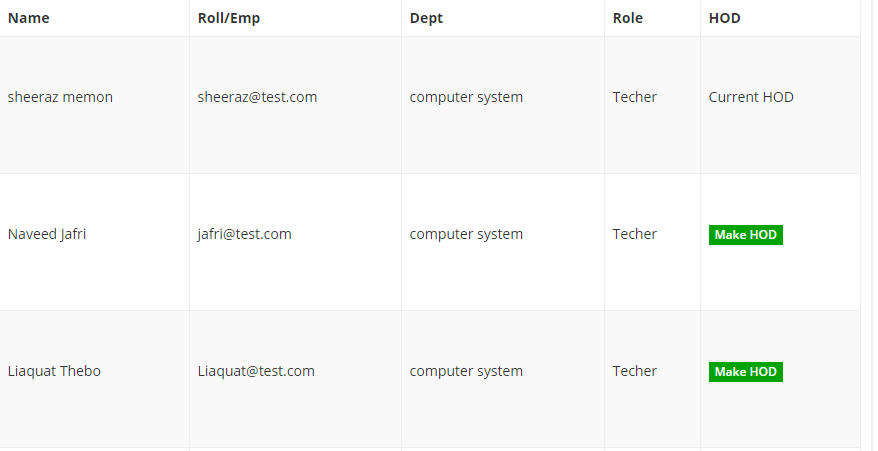 Name Roll/Emp Dept Role HOD
sheeraz memon sheeraz@test.com computer system Techer Current HOD
Naveed Jafri jafri@test.com computer system Techer Make HOD
Liaquat Thebo Liaquat@test.com computer system Techer Make HOD